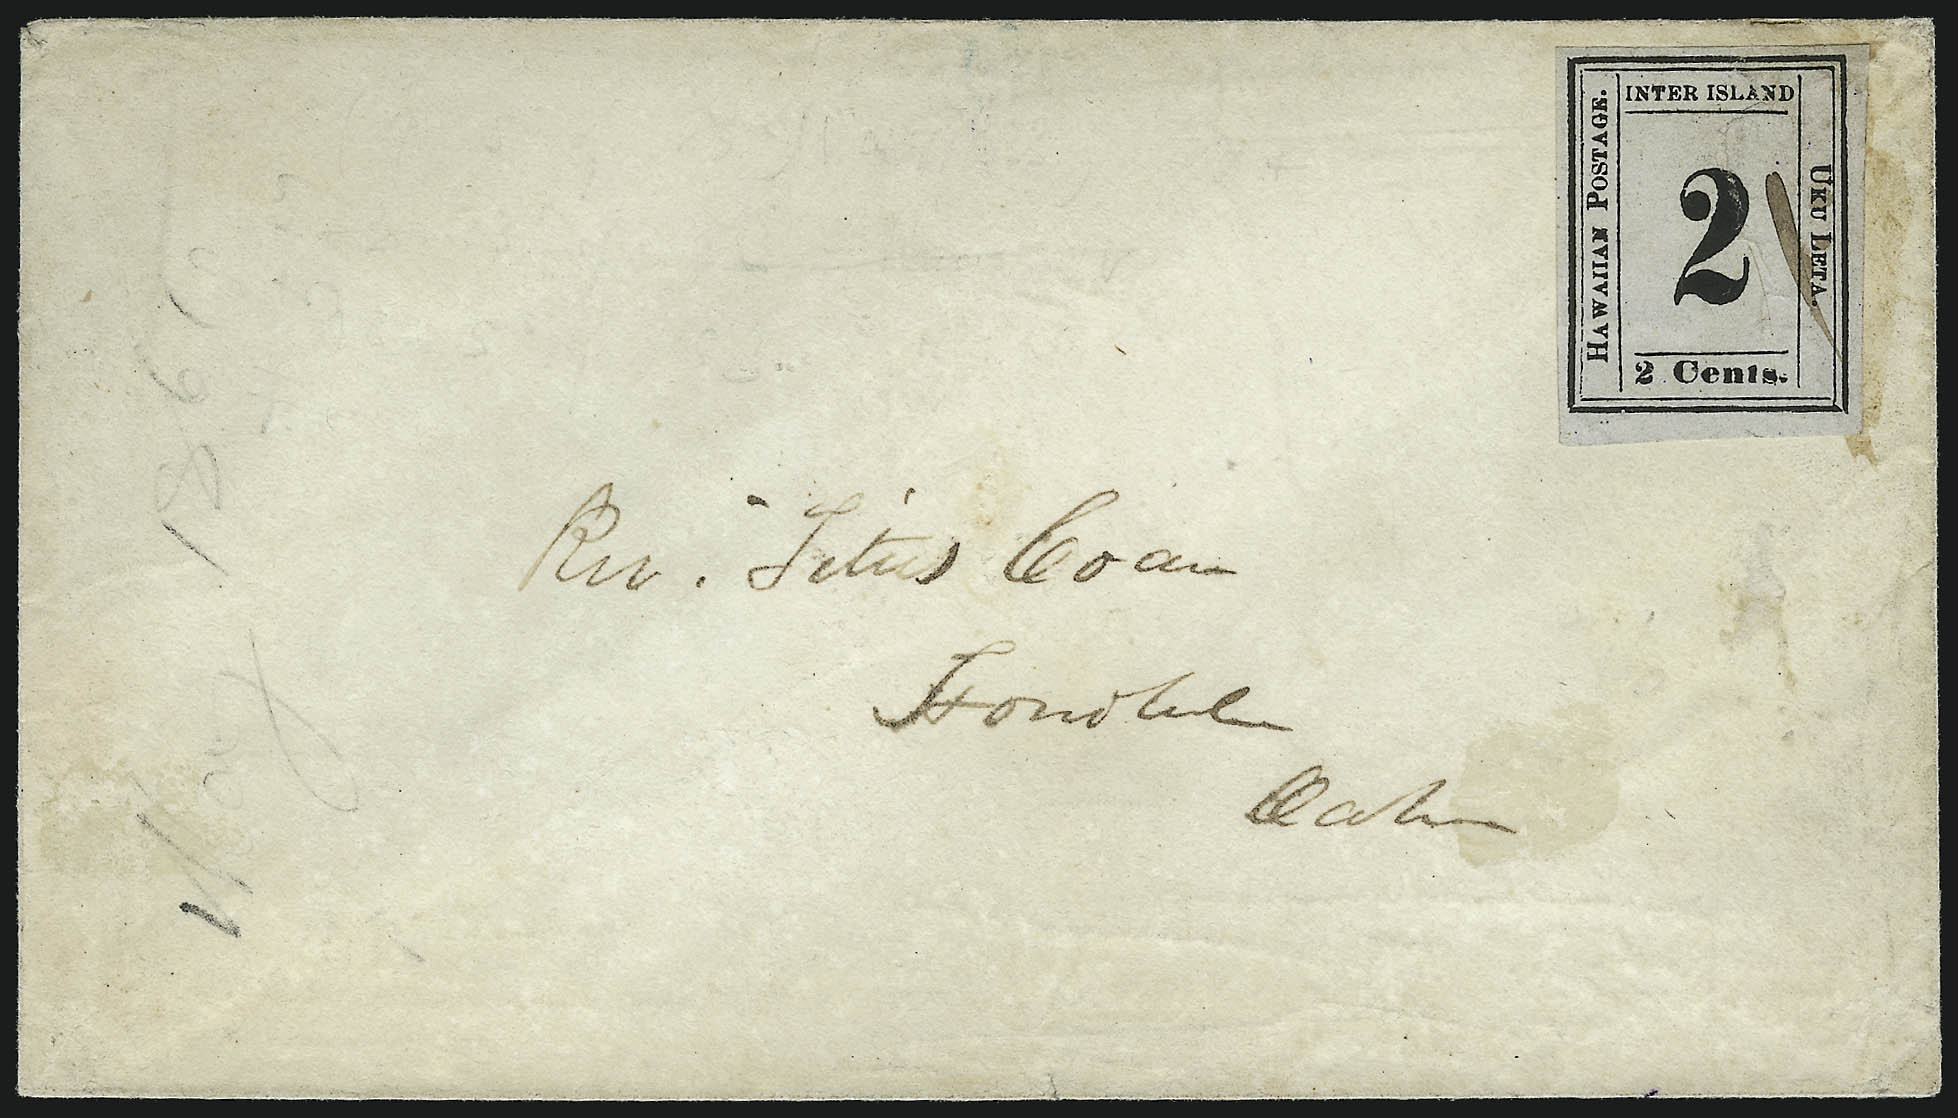 INTER ISLAND
HAWAIIAN POSTAGE.
2
UKU LETA.
2 Cents.
Rev. Titus Coan
Honolulu
Oahu